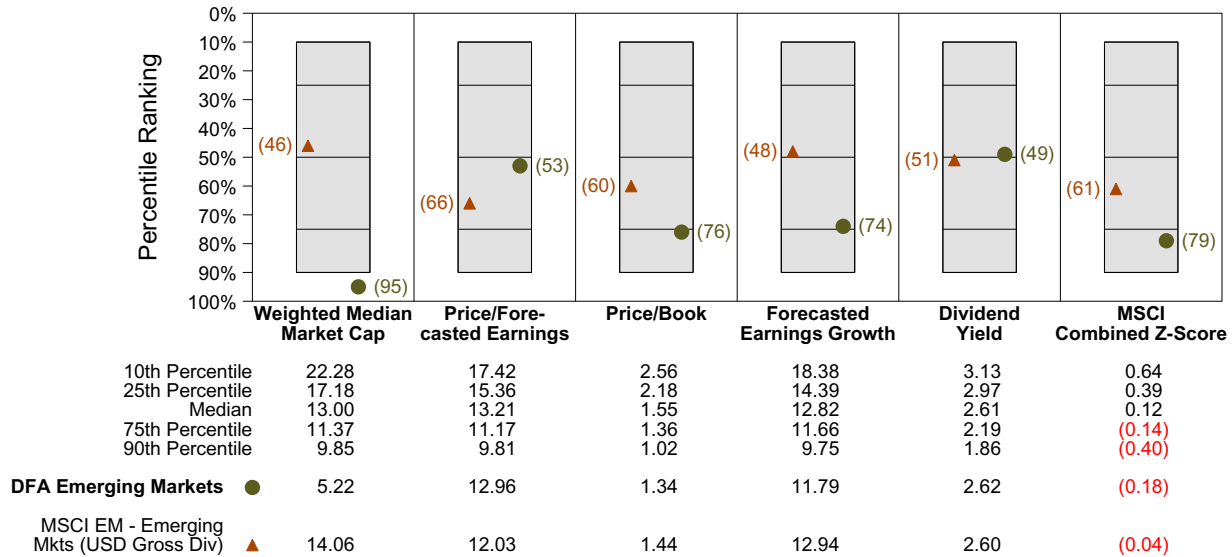 0%
10%
20%
30%
40%
50%
60%
70%
80%
90%
100%
Percentile Ranking
(46)
(95)
(66)
(53)
(60)
(76)
(48)
(74)
(51)
(49)
(61)
(79)
Weighted Median
Market Cap
Price/Fore-
casted Earnings
Price/Book
Forecasted
Earnings Growth
Dividend
Yield
MSCI
Combined Z-Score
10th Percentile 22.28 17.42 2.56 18.38 3.13 0.64
25th Percentile 17.18 15.36 2.18 14.39 2.97 0.39
Median 13.00 13.21 1.55 12.82 2.61 0.12
75th Percentile 11.37 11.17 1.36 11.66 2.19 (0.14)
90th Percentile 9.85 9.81 1.02 9.75 1.86 (0.40)
DFA Emerging Markets 5.22 12.96 1.34 11.79 2.62 (0.18)
MSCI EM - Emerging
Mkts (USD Gross Div) 14.06 12.03 1.44 12.94 2.60 (0.04)